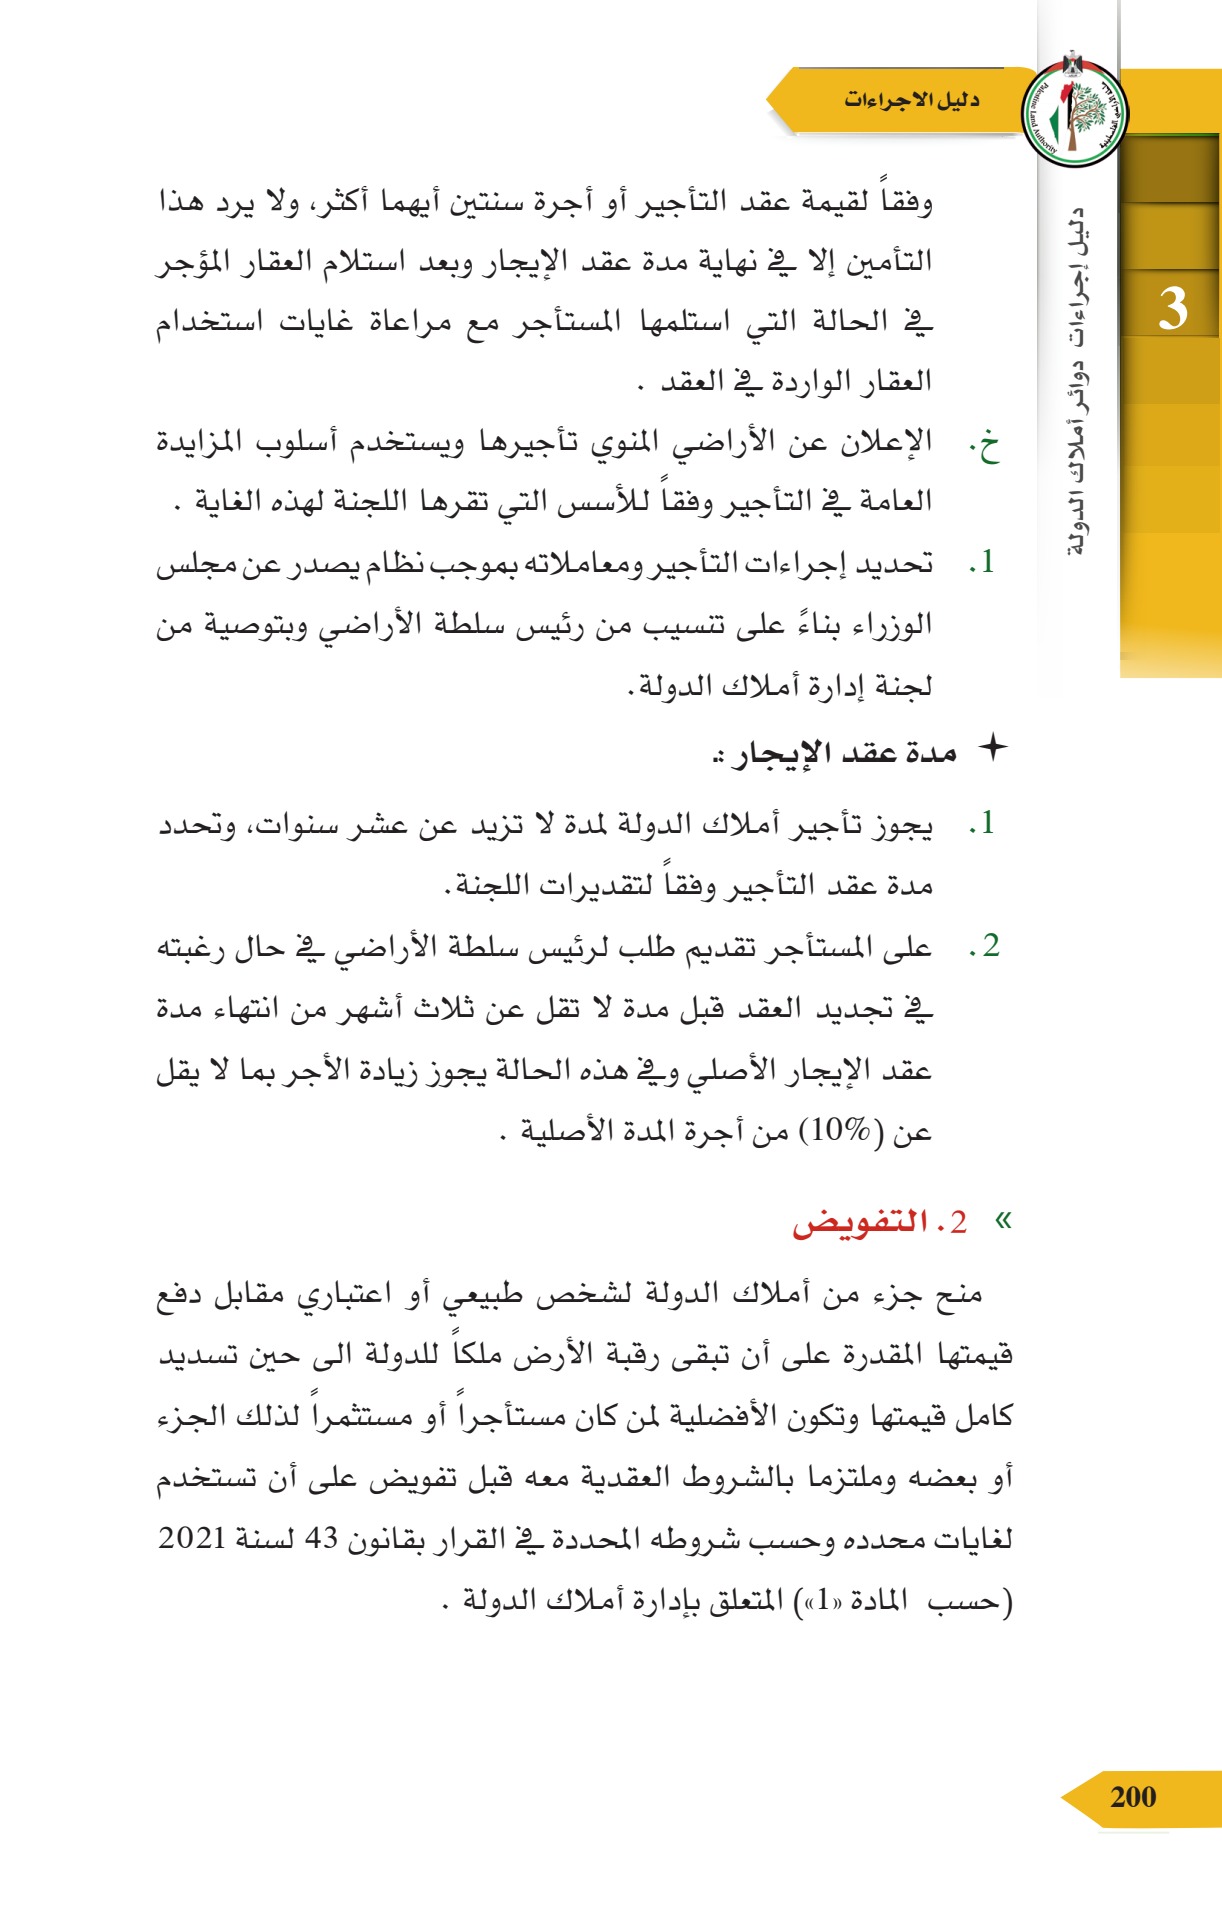 دليل الاجراءات
Palestine Land Authority
دليل إجراءات دوائر أملاك الدولة
3
وفقاً لقيمة عقد التأجير أو أجرة سنتين أيهما أكثر، ولا يرد هذا
التأمين إلا في نهاية مدة عقد الإيجار وبعد استلام العقار المؤجر
في الحالة التي استلمها المستأجر مع مراعاة غايات استخدام
العقار الواردة في العقد .
خ. الإعلان عن الأراضي المنوي تأجيرها ويستخدم أسلوب المزايدة
العامة في التأجير وفقاً للأسس التي تقرها اللجنة لهذه الغاية .
1. تحديد إجراءات التأجير ومعاملاته بموجب نظام يصدر عن مجلس
الوزراء بناءً على تنسيب من رئيس سلطة الأراضي وبتوصية من
لجنة إدارة أملاك الدولة.
مدة عقد الإيجار :.
1. يجوز تأجير أملاك الدولة لمدة لا تزيد عن عشر سنوات، وتحدد
مدة عقد التأجير وفقاً لتقديرات اللجنة.
2. على المستأجر تقديم طلب لرئيس سلطة الأراضي في حال رغبته
في تجديد العقد قبل مدة لا تقل عن ثلاث أشهر من انتهاء مدة
عقد الإيجار الأصلي وفي هذه الحالة يجوز زيادة الأجر بما لا يقل
عن (10%) من أجرة المدة الأصلية .
» 2. التفويض
منح جزء من أملاك الدولة لشخص طبيعي أو اعتباري مقابل دفع
قيمتها المقدرة على أن تبقى رقبة الأرض ملكاً للدولة الى حين تسديد
كامل قيمتها وتكون الأفضلية لمن كان مستأجراً أو مستثمراً لذلك الجزء
أو بعضه وملتزما بالشروط العقدية معه قبل تفويض على أن تستخدم
لغايات محدده وحسب شروطه المحددة في القرار بقانون 43 لسنة 2021
(حسب المادة «1») المتعلق بإدارة أملاك الدولة .
200